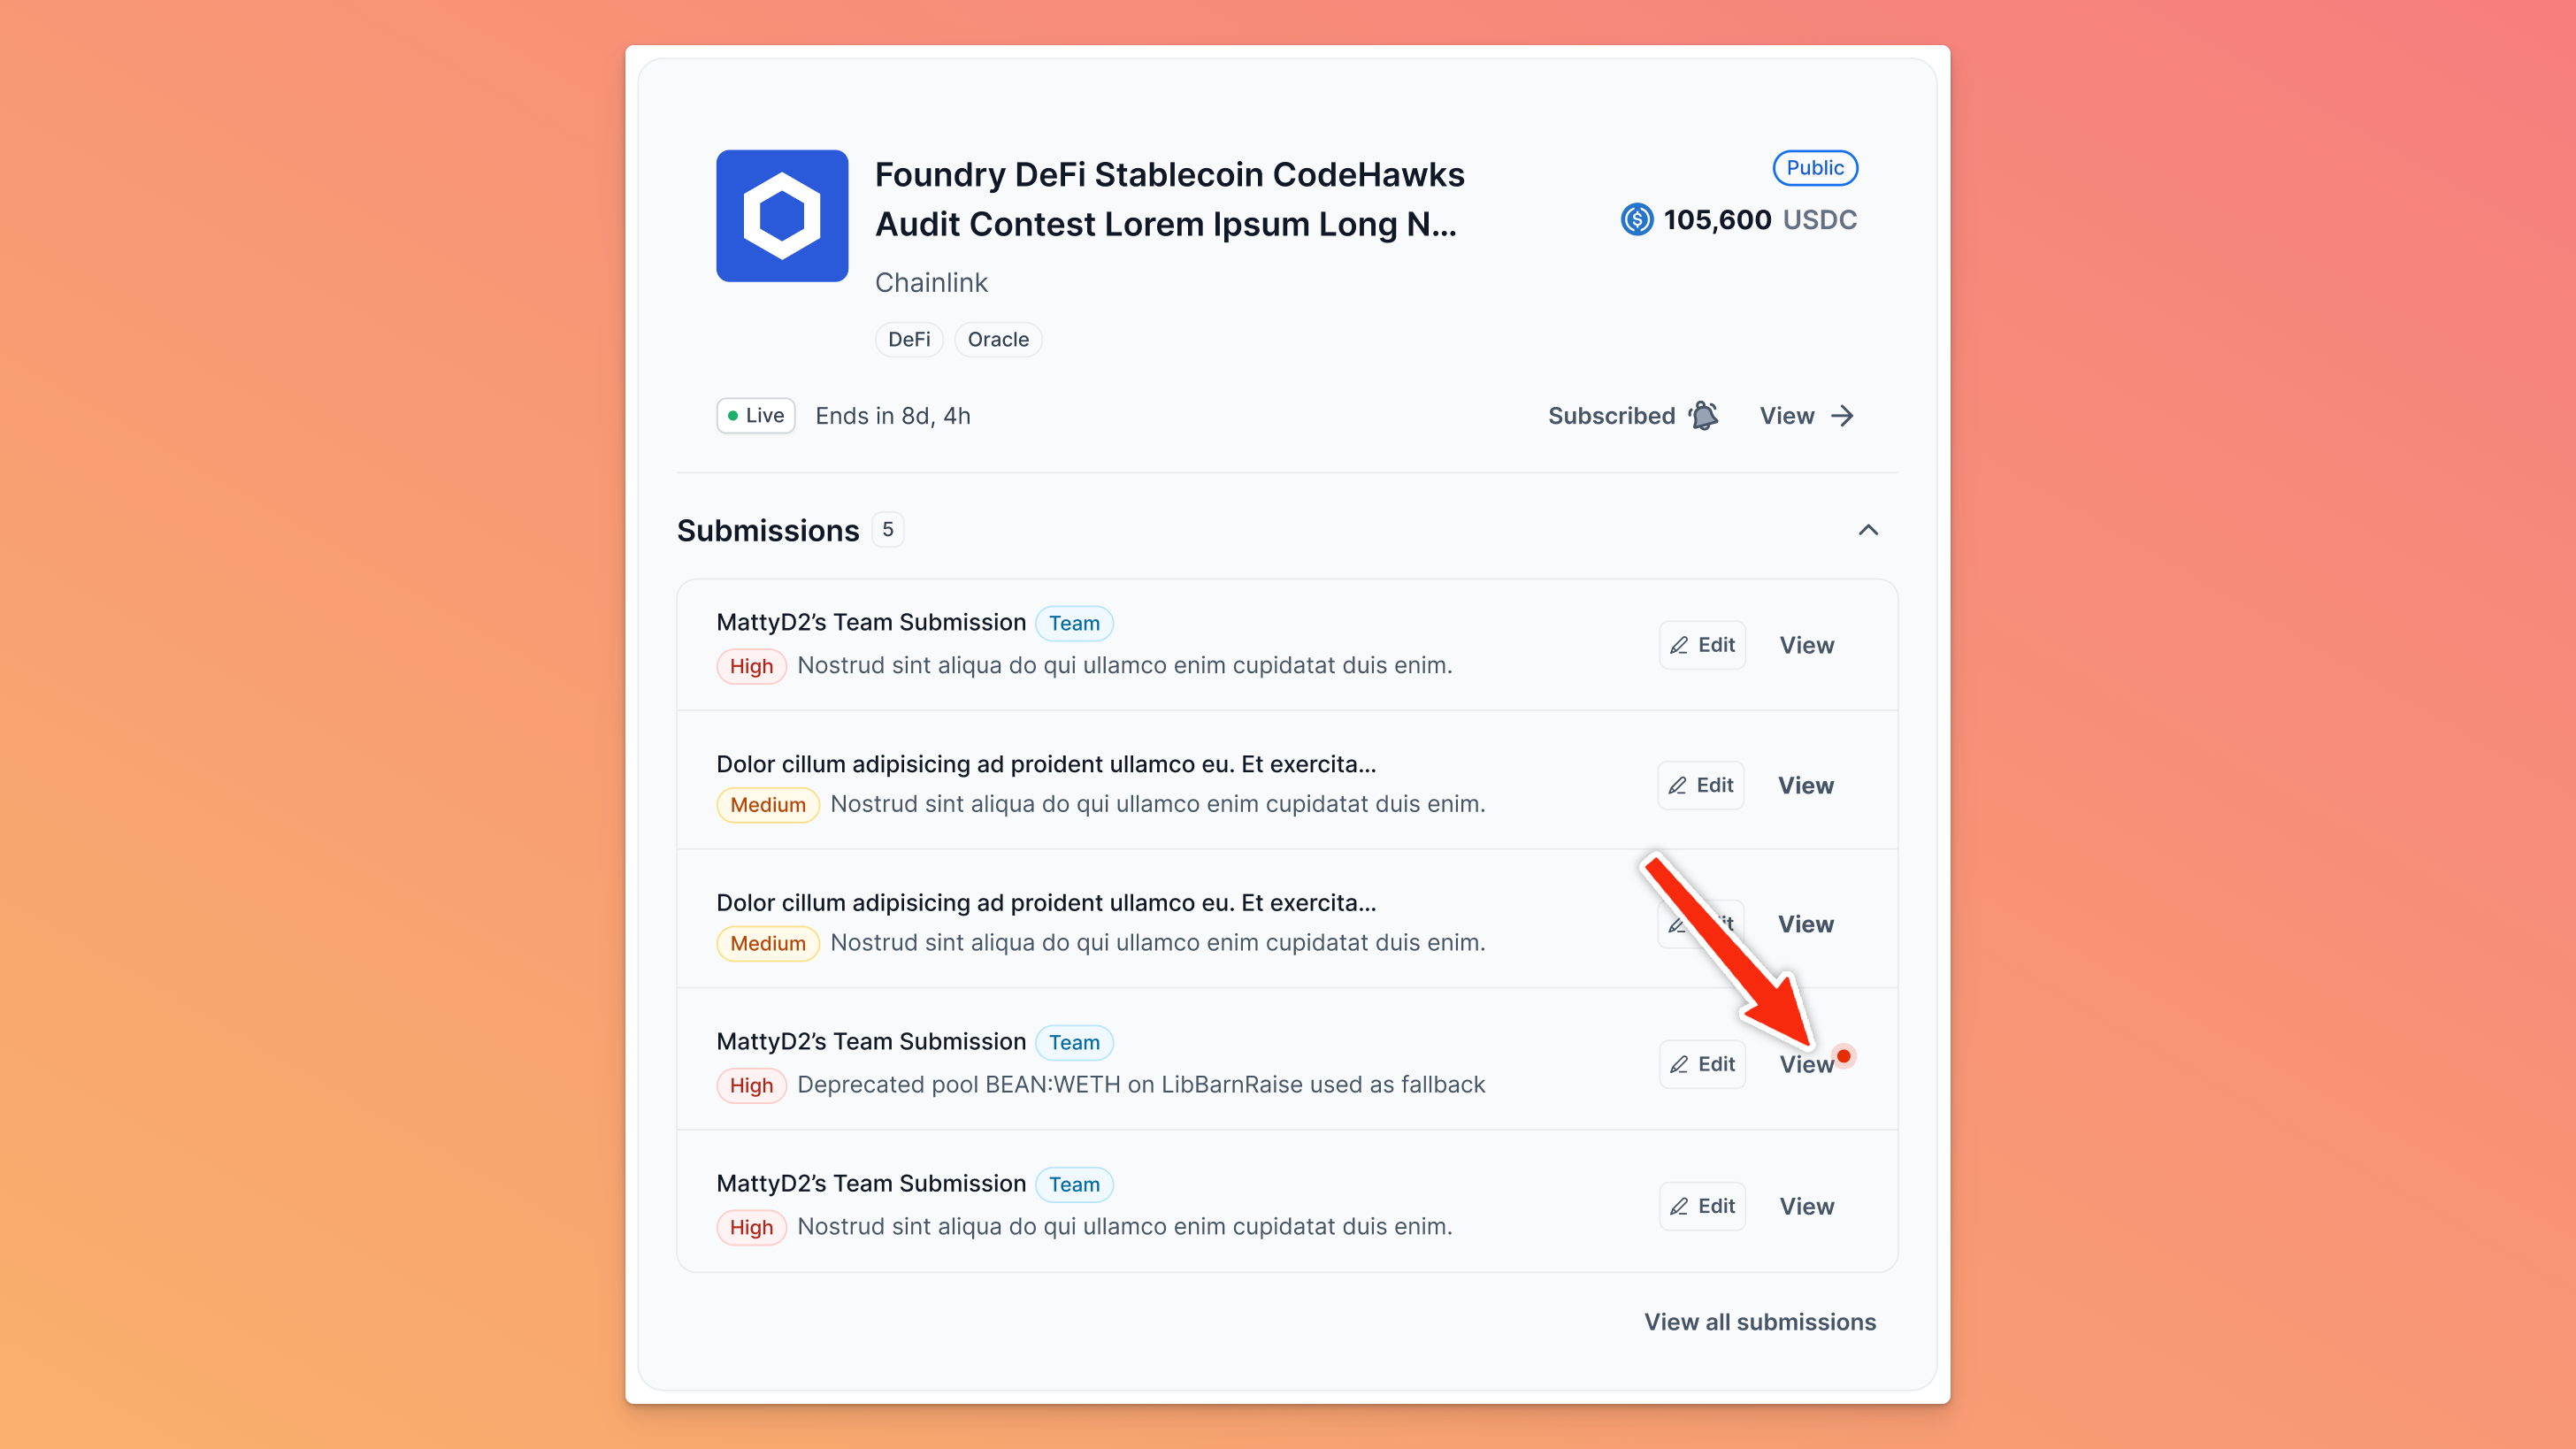 Foundry DeFi Stablecoin CodeHawks
Audit Contest Lorem Ipsum Long N...
Public
105,600 USDC
Chainlink
DeFi Oracle
Live Ends in 8d, 4h
Subscribed View
Submissions 5
MattyD2’s Team Submission Team
High Nostrud sint aliqua do qui ullamco enim cupidatat duis enim.
Edit View
Dolor cillum adipisicing ad proident ullamco eu. Et exercita...
Medium Nostrud sint aliqua do qui ullamco enim cupidatat duis enim.
Edit View
Dolor cillum adipisicing ad proident ullamco eu. Et exercita...
Medium Nostrud sint aliqua do qui ullamco enim cupidatat duis enim.
View
MattyD2’s Team Submission Team
High Deprecated pool BEAN:WETH on LibBarnRaise used as fallback
Edit View
MattyD2’s Team Submission Team
High Nostrud sint aliqua do qui ullamco enim cupidatat duis enim.
Edit View
View all submissions